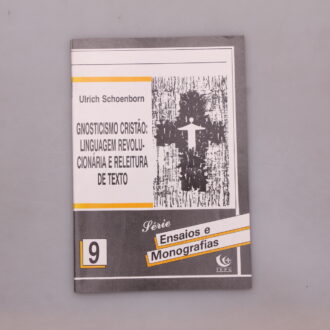 Ulrich Schoenborn
GNOSTICISMO CRISTÃO:
LINGUAGEM REVOLU-
CIONÁRIA E RELEITURA
DE TEXTO
Série
Ensaios e
Monografias
9